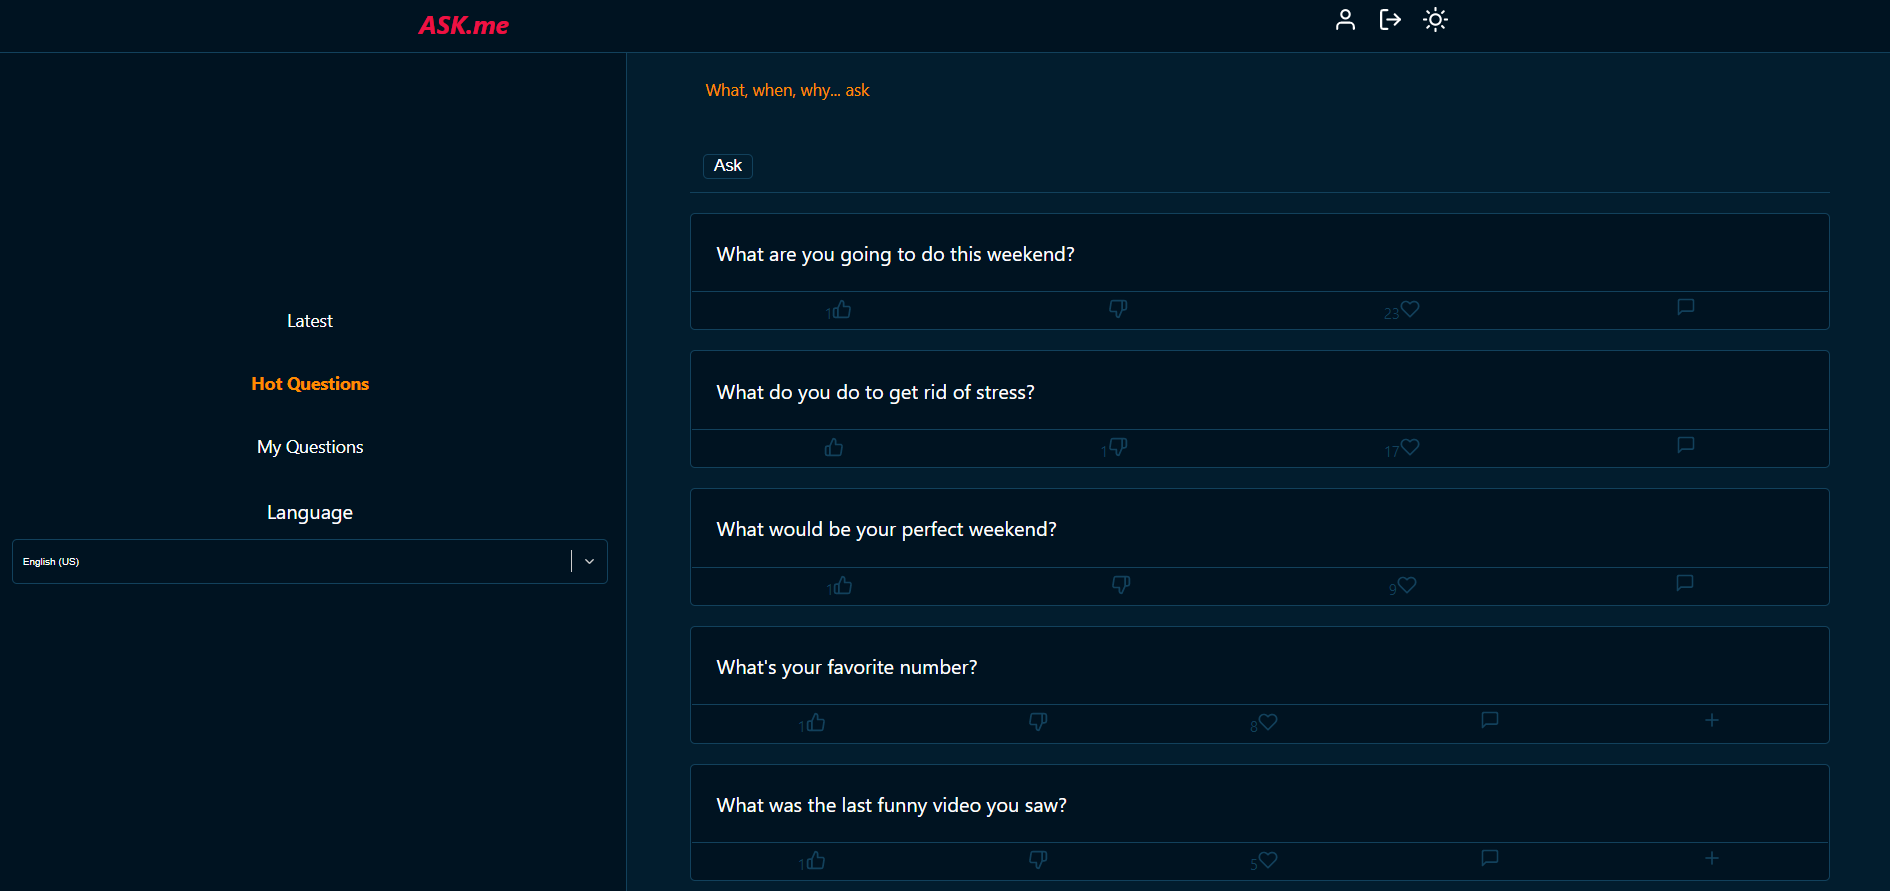 ASK.me
Latest
Hot Questions
My Questions
Language
English (US)
What, when, why... ask
Ask
What are you going to do this weekend?
1 23
What do you do to get rid of stress?
1 17
What would be your perfect weekend?
1 9
What's your favorite number?
1 8
What was the last funny video you saw?
1 5